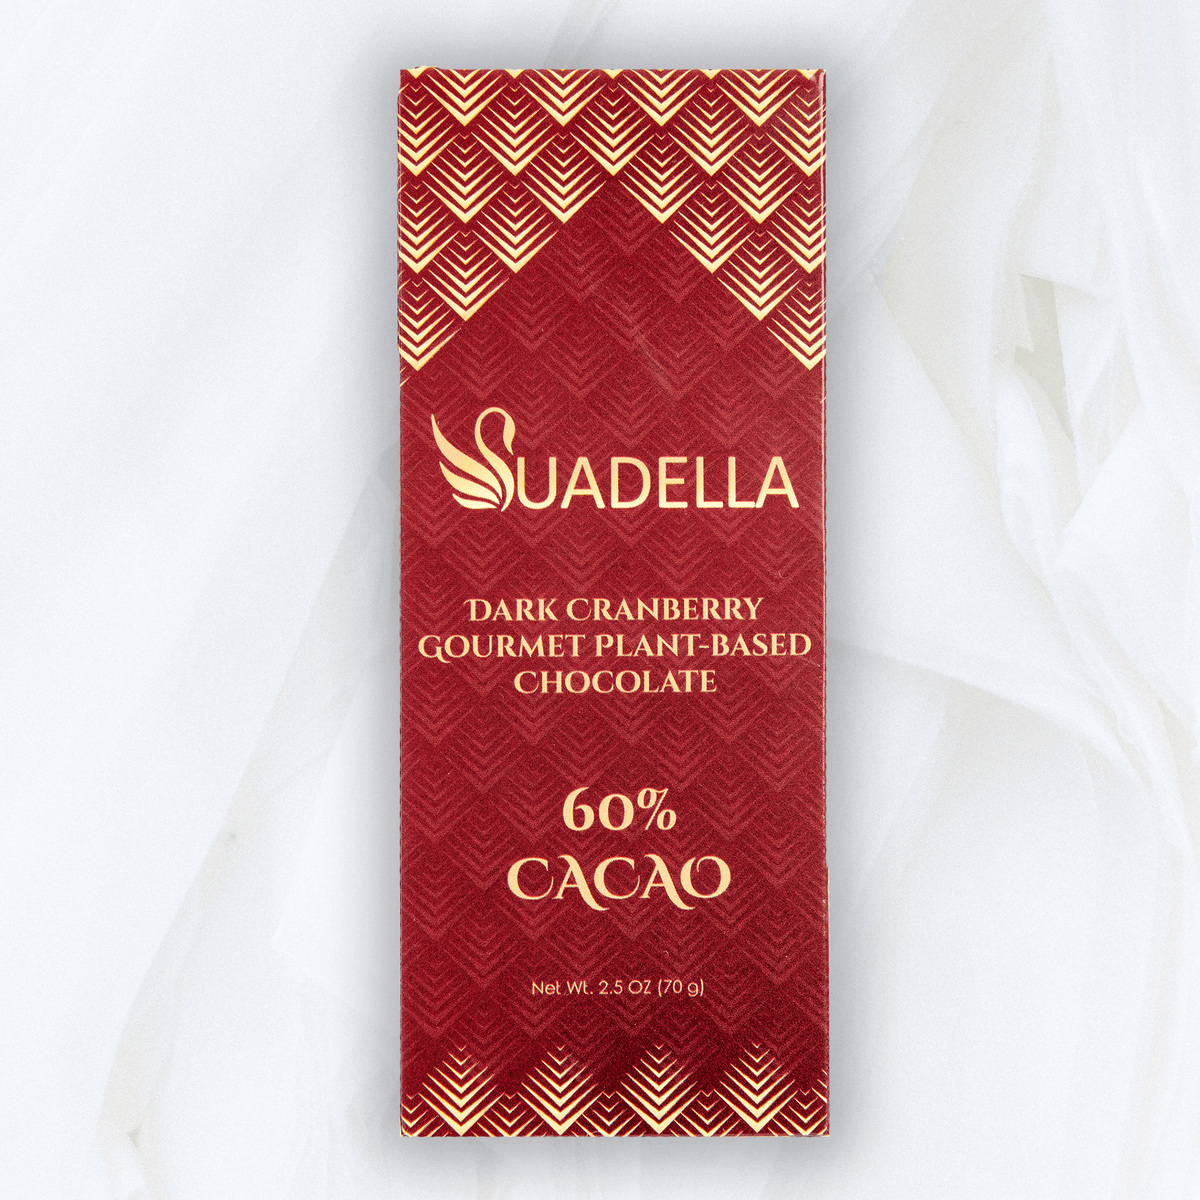 SUADELLA
DARK CRANBERRY
GOURMET PLANT-BASED
CHOCOLATE
60%
CACAO
Net Wt. 2.5 OZ (70 g)